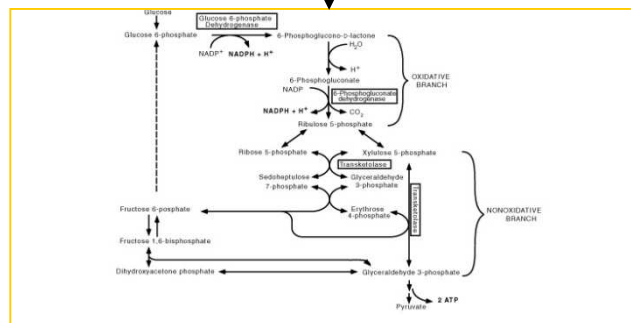 Glucose
Glucose 6-phosphate
Glucose 6-phosphate
Dehydrogenase
6-Phosphoglucono-D-lactone
NADP+ NADPH + H+
H2O
H+
6-Phosphogluconate
NADP
6-Phosphogluconate
dehydrogenase
NADPH + H+
CO2
Ribulose 5-phosphate
OXIDATIVE
BRANCH
Ribose 5-phosphate
Xylulose 5-phosphate
Transketolase
Sedoheptulose
7-phosphate
Glyceraldehyde
3-phosphate
Transketolase
Erythrose
4-phosphate
NONOXIDATIVE
BRANCH
Fructose 6-posphate
Fructose 1,6-bisphosphate
Dihydroxyacetone phosphate
Glyceraldehyde 3-phosphate
2 ATP
Pyruvate